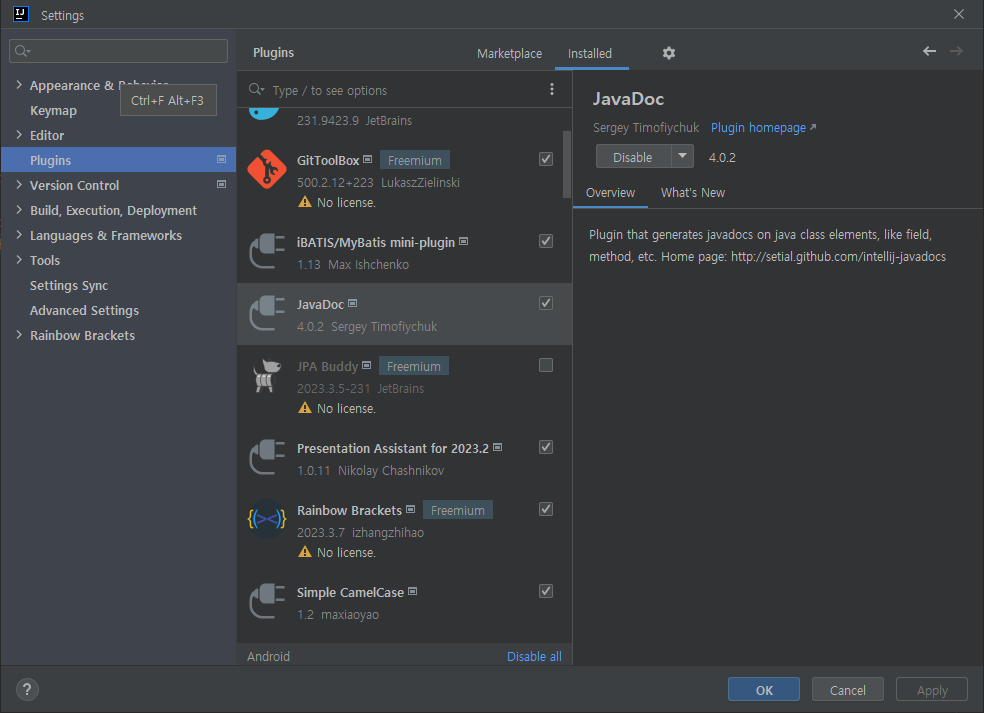 Settings
Plugins
Marketplace
Installed
Appearance & Behavior
Ctrl+F Alt+F3
Keymap
Editor
Plugins
Version Control
Build, Execution, Deployment
Languages & Frameworks
Tools
Settings Sync
Advanced Settings
Rainbow Brackets
Type / to see options
231.9423.9 JetBrains
GitToolBox Freemium
500.2.12+223 LukaszZielinski
No license.
iBATIS/MyBatis mini-plugin
1.13 Max Ishchenko
JavaDoc
4.0.2 Sergey Timofiychuk
JPA Buddy Freemium
2023.3.5-231 JetBrains
No license.
Presentation Assistant for 2023.2
1.0.11 Nikolay Chashnikov
Rainbow Brackets Freemium
2023.3.7 izhangzhihao
No license.
Simple CamelCase
1.2 maxiaoyao
Android
Disable all
JavaDoc
Sergey Timofiychuk Plugin homepage
Disable 4.0.2
Overview What's New
Plugin that generates javadocs on java class elements, like field,
method, etc. Home page: http://setial.github.com/intellij-javadocs
?
OK
Cancel
Apply